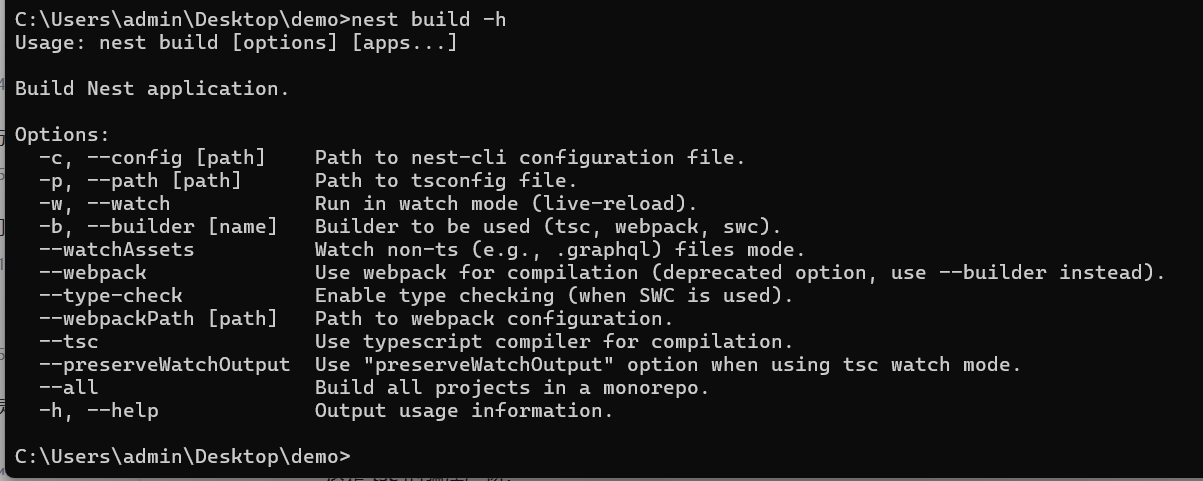 C:\Users\admin\Desktop\demo>nest build -h
Usage: nest build [options] [apps...]
Build Nest application.
Options:
-c, --config [path] Path to nest-cli configuration file.
-p, --path [path] Path to tsconfig file.
-w, --watch Run in watch mode (live-reload).
-b, --builder [name] Builder to be used (tsc, webpack, swc).
--watchAssets Watch non-ts (e.g., .graphql) files mode.
--webpack Use webpack for compilation (deprecated option, use --builder instead).
--type-check Enable type checking (when SWC is used).
--webpackPath [path] Path to webpack configuration.
--tsc Use typescript compiler for compilation.
--preserveWatchOutput Use "preserveWatchOutput" option when using tsc watch mode.
--all Build all projects in a monorepo.
-h, --help Output usage information.
C:\Users\admin\Desktop\demo>